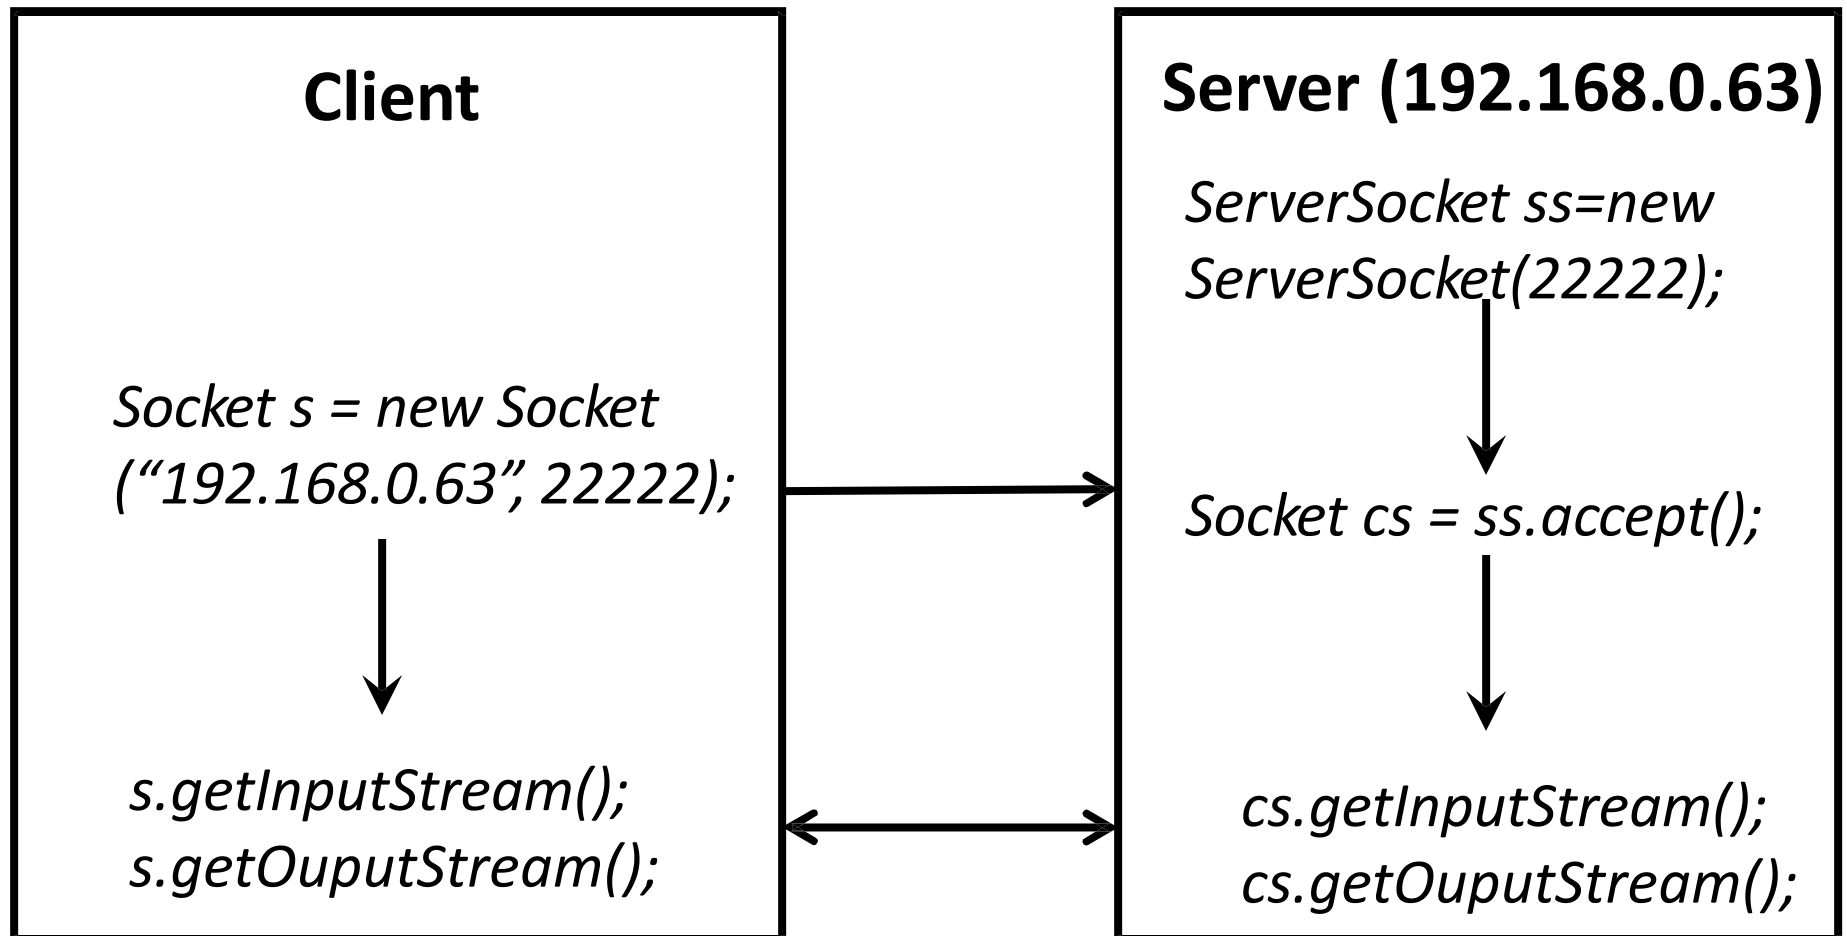 Client
Socket s = new Socket
(“192.168.0.63”, 22222);
s.getInputStream();
s.getOuputStream();
Server (192.168.0.63)
ServerSocket ss=new
ServerSocket(22222);
Socket cs = ss.accept();
cs.getInputStream();
cs.getOuputStream();